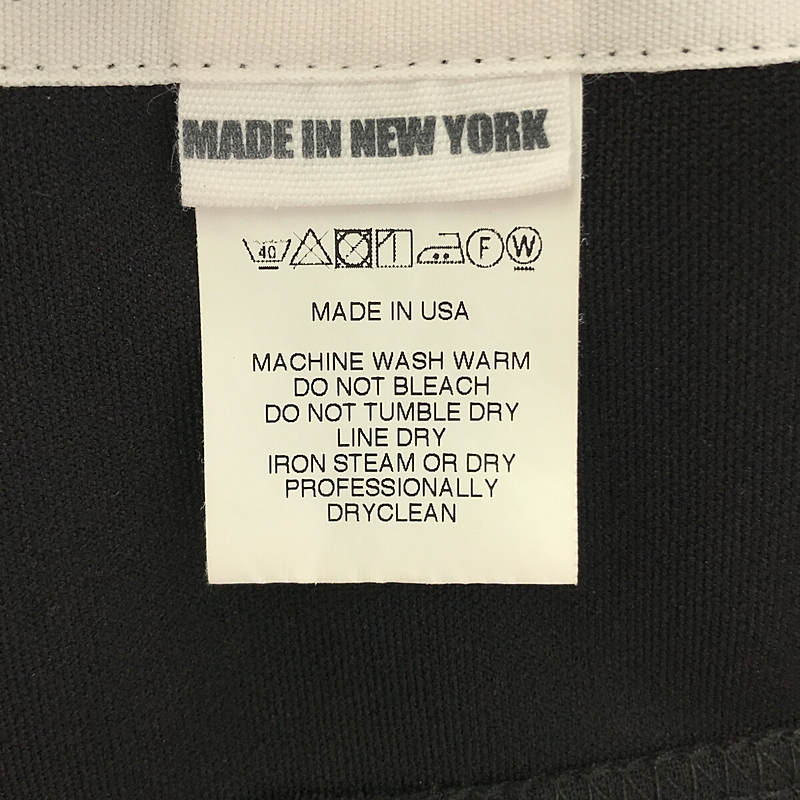 MADE IN NEW YORK
40 F W
MADE IN USA
MACHINE WASH WARM
DO NOT BLEACH
DO NOT TUMBLE DRY
LINE DRY
IRON STEAM OR DRY
PROFESSIONALLY
DRYCLEAN